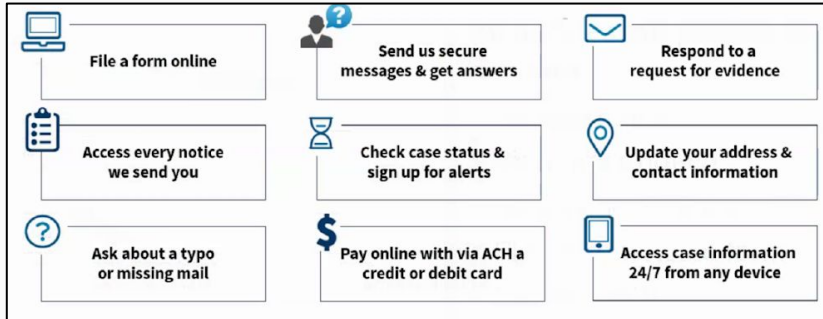 File a form online
Send us secure
messages & get answers
Respond to a
request for evidence
Access every notice
we send you
Check case status &
sign up for alerts
Update your address &
contact information
Ask about a typo
or missing mail
Pay online with via ACH a
credit or debit card
Access case information
24/7 from any device